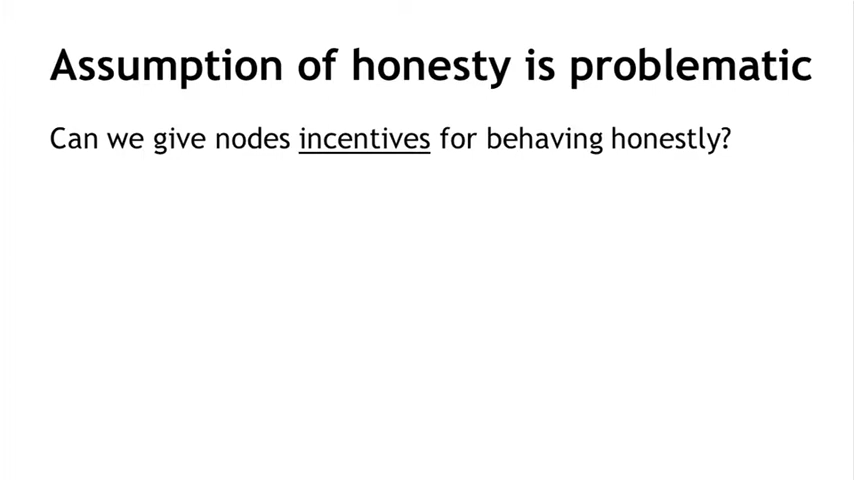 Assumption of honesty is problematic
Can we give nodes incentives for behaving honestly?